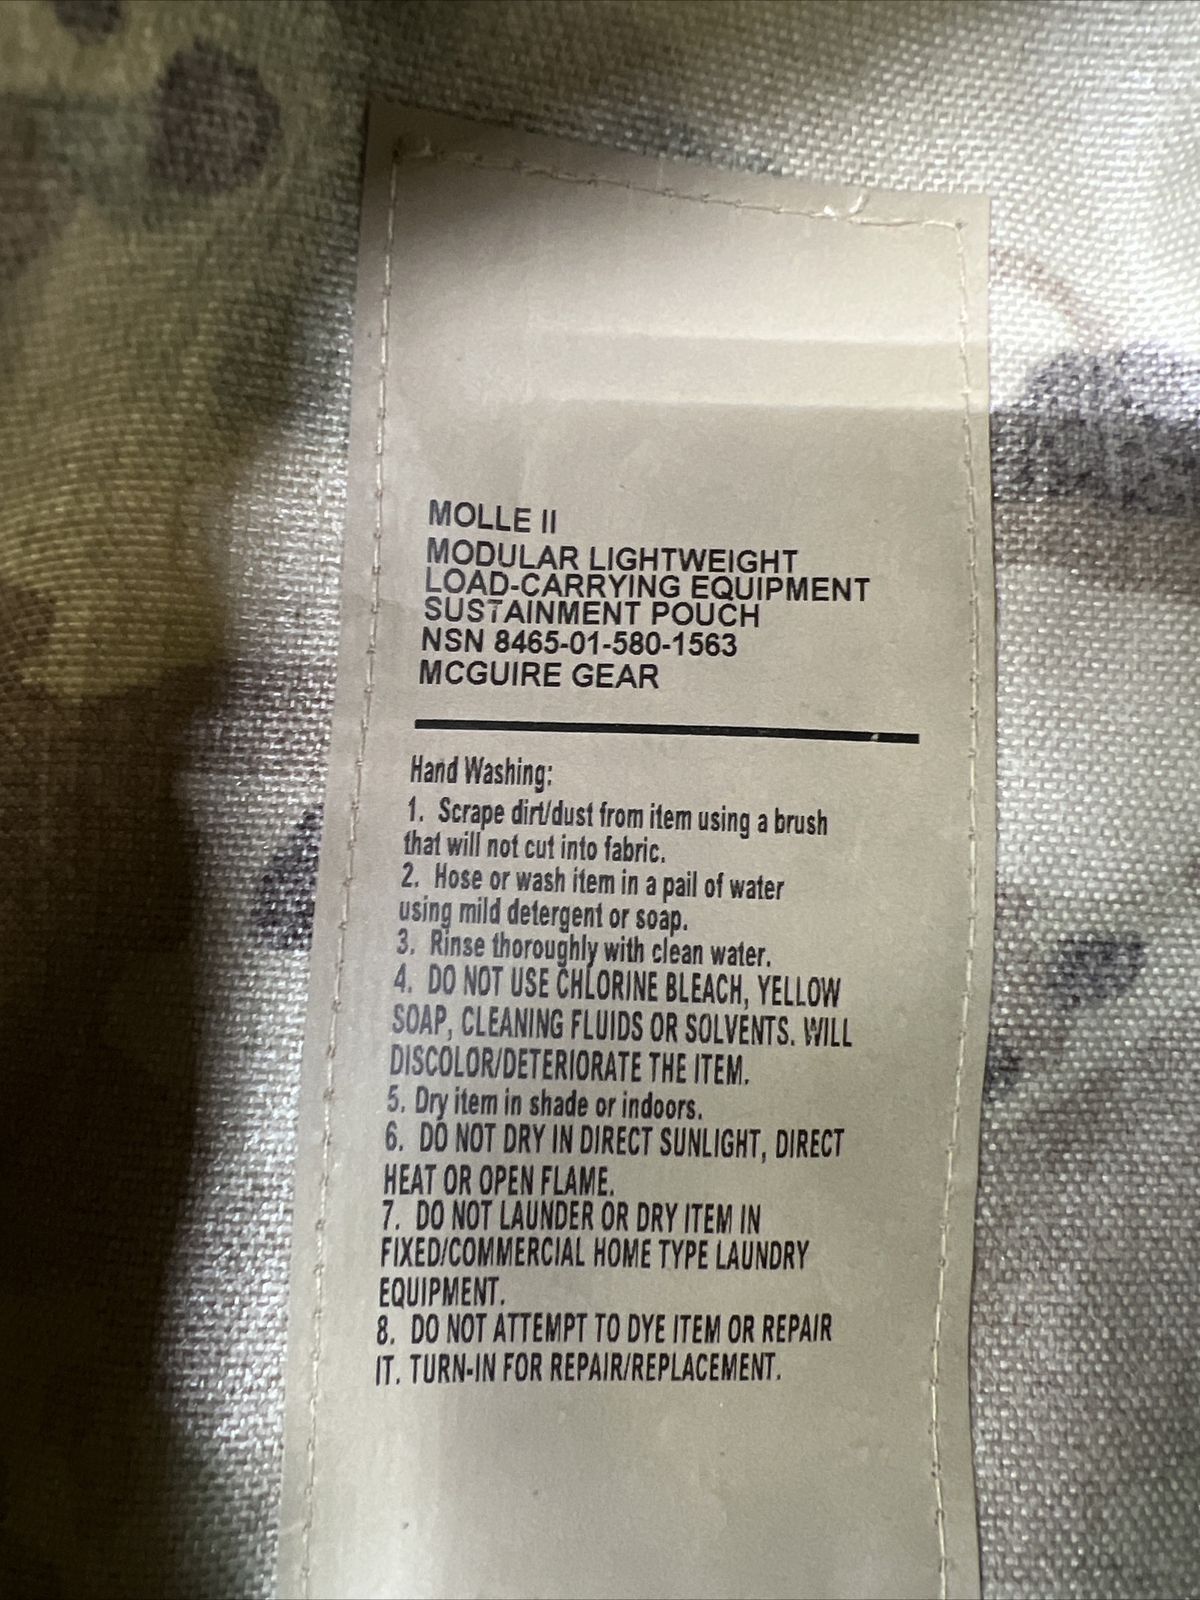 MOLLE II
MODULAR LIGHTWEIGHT
LOAD-CARRYING EQUIPMENT
SUSTAINMENT POUCH
NSN 8465-01-580-1563
MCGUIRE GEAR
Hand Washing:
1. Scrape dirt/dust from item using a brush
that will not cut into fabric.
2. Hose or wash item in a pail of water
using mild detergent or soap.
3. Rinse thoroughly with clean water.
4. DO NOT USE CHLORINE BLEACH, YELLOW
SOAP, CLEANING FLUIDS OR SOLVENTS. WILL
DISCOLOR/DETERIORATE THE ITEM.
5. Dry item in shade or indoors.
6. DO NOT DRY IN DIRECT SUNLIGHT, DIRECT
HEAT OR OPEN FLAME.
7. DO NOT LAUNDER OR DRY ITEM IN
FIXED/COMMERCIAL HOME TYPE LAUNDRY
EQUIPMENT.
8. DO NOT ATTEMPT TO DYE ITEM OR REPAIR
IT. TURN-IN FOR REPAIR/REPLACEMENT.